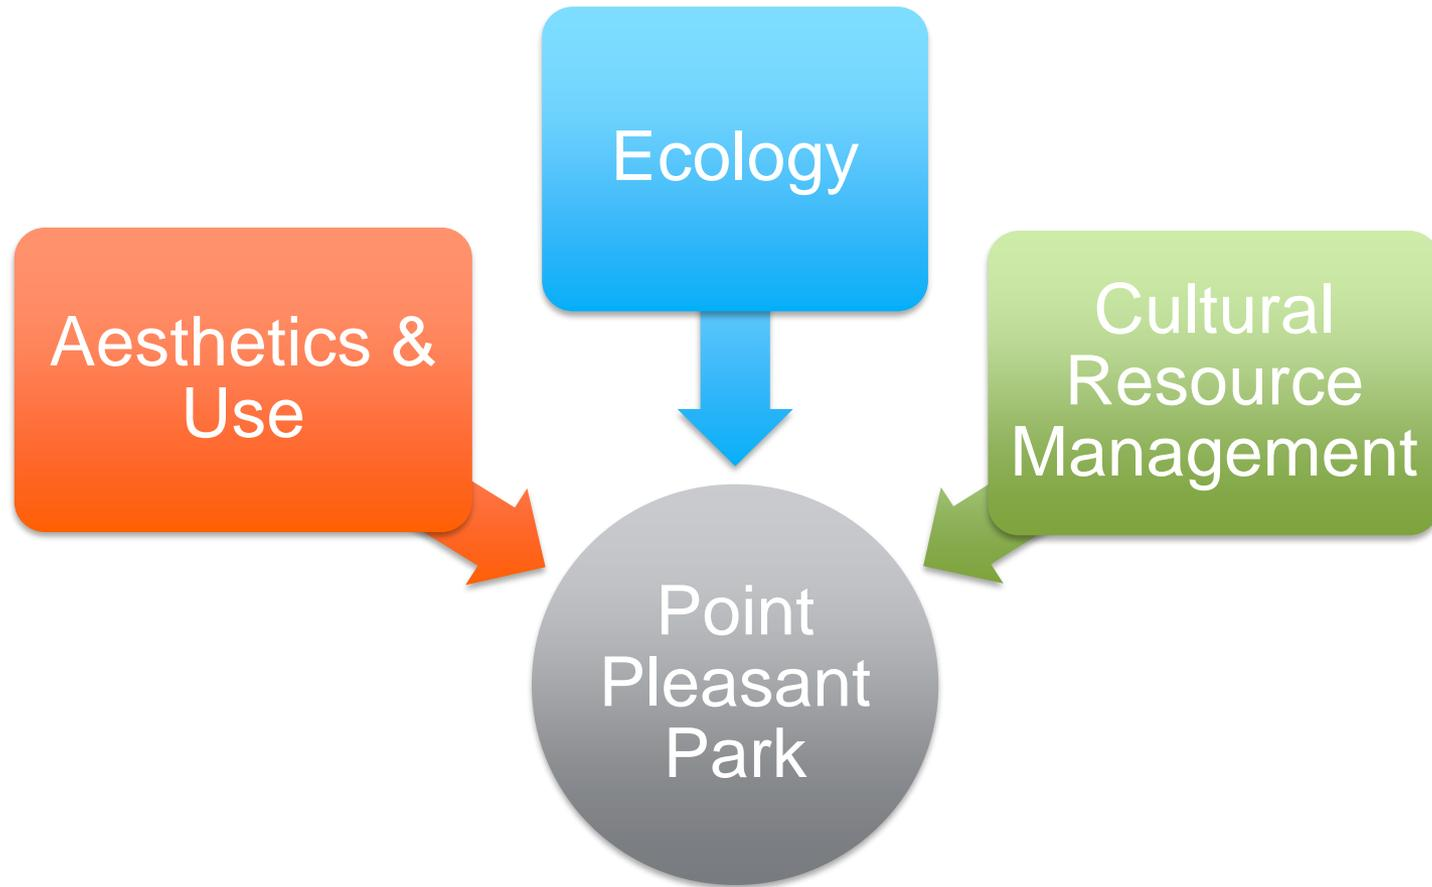 Ecology
Aesthetics &
Use
Cultural
Resource
Management
Point
Pleasant
Park